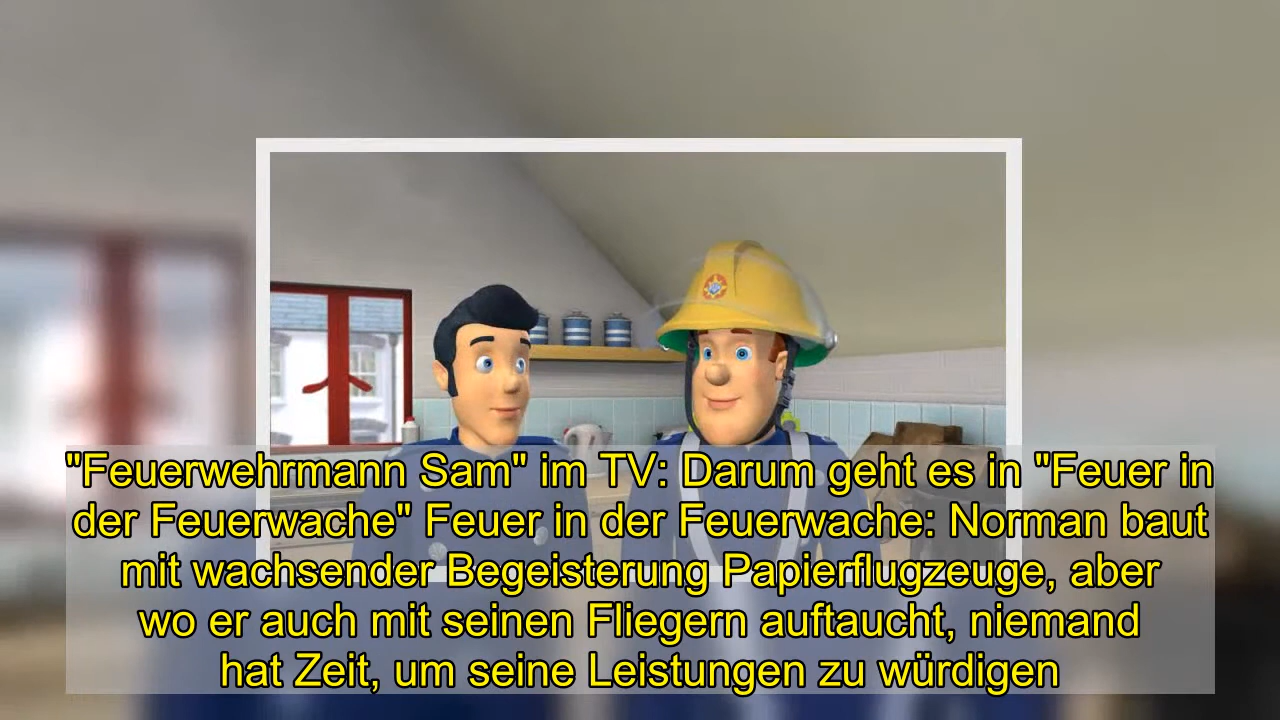 "Feuerwehrmann Sam" im TV: Darum geht es in "Feuer in
der Feuerwache" Feuer in der Feuerwache: Norman baut
mit wachsender Begeisterung Papierflugzeuge, aber
wo er auch mit seinen Fliegern auftaucht, niemand
hat Zeit, um seine Leistungen zu würdigen